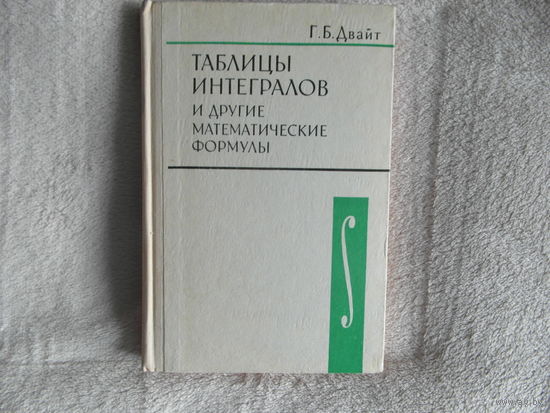 Г.Б.Двайт
ТАБЛИЦЫ
ИНТЕГРАЛОВ
И ДРУГИЕ
МАТЕМАТИЧЕСКИЕ
ФОРМУЛЫ
∫